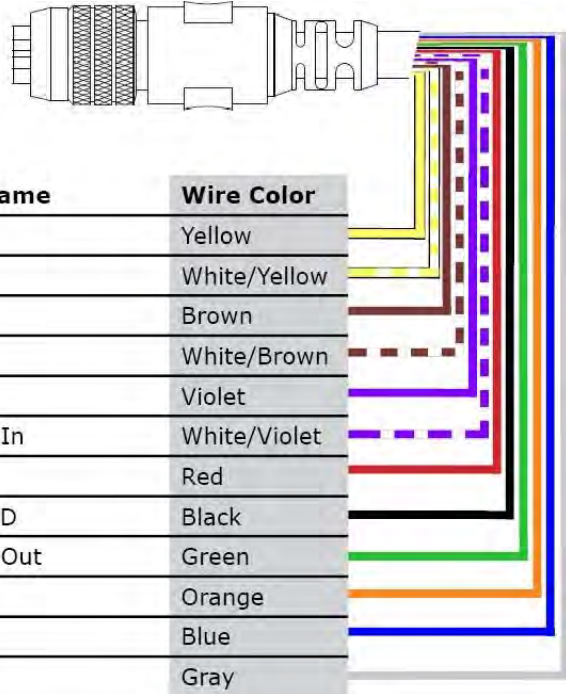 ame Wire Color
Yellow
White/Yellow
Brown
White/Brown
Violet
In White/Violet
Red
D Black
Out Green
Orange
Blue
Gray